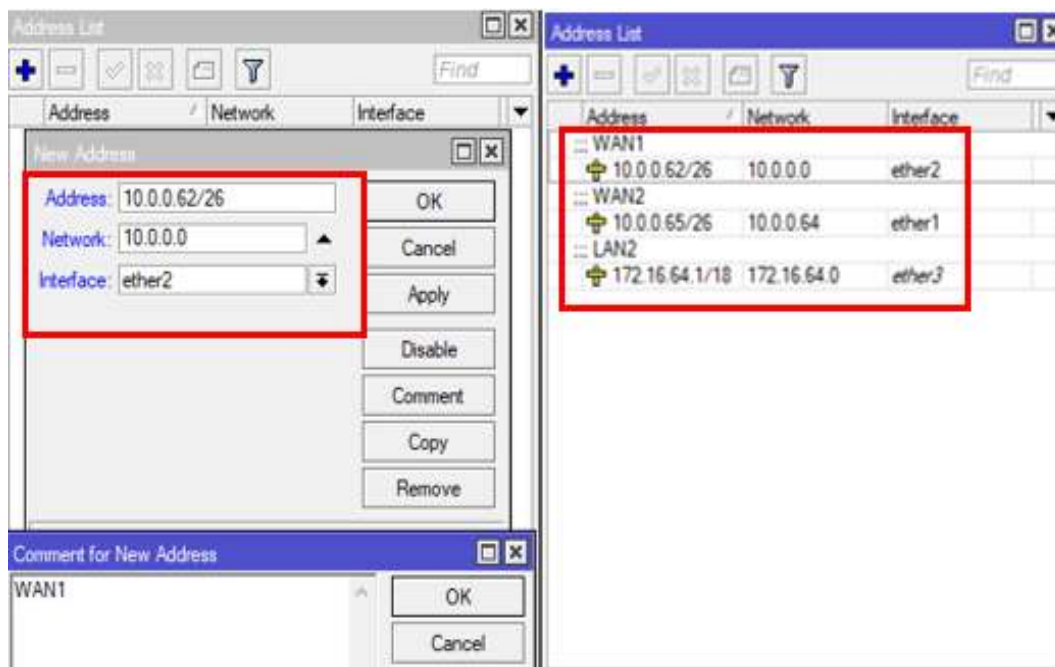 Address List
Find
Address Network Interface
New Address
Address: 10.0.0.62/26
Network: 10.0.0.0
Interface: ether2
OK
Cancel
Apply
Disable
Comment
Copy
Remove
Comment for New Address
WAN1
OK
Cancel
Address List
Find
Address Network Interface
::: WAN1
10.0.0.62/26 10.0.0.0 ether2
::: WAN2
10.0.0.65/26 10.0.0.64 ether1
::: LAN2
172.16.64.1/18 172.16.64.0 ether3